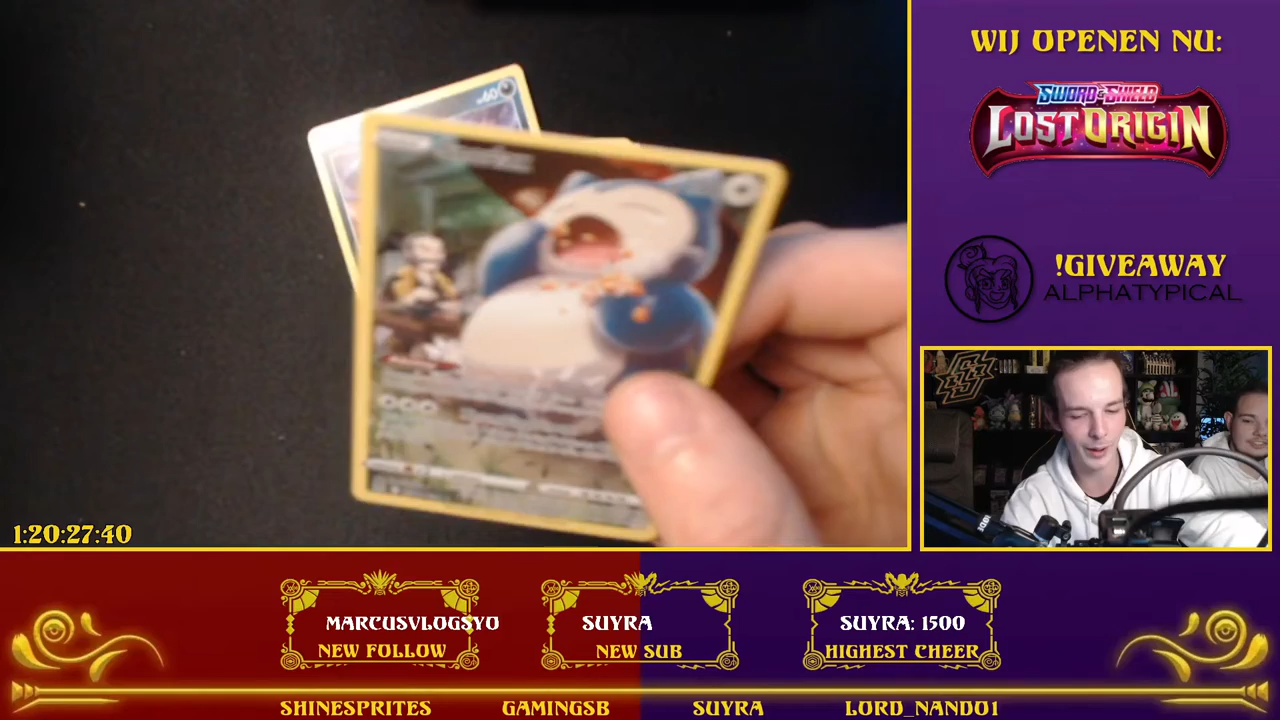 WIJ OPENEN NU:
SWORD & SHIELD
LOST ORIGIN
!GIVEAWAY
ALPHATYPICAL
60
1:20:27:40
MARCUSVLOGSYO
NEW FOLLOW
SUYRA
NEW SUB
SUYRA: 1500
HIGHEST CHEER
SHINESPRITES
GAMINGSB
SUYRA
LORD_NANDO1